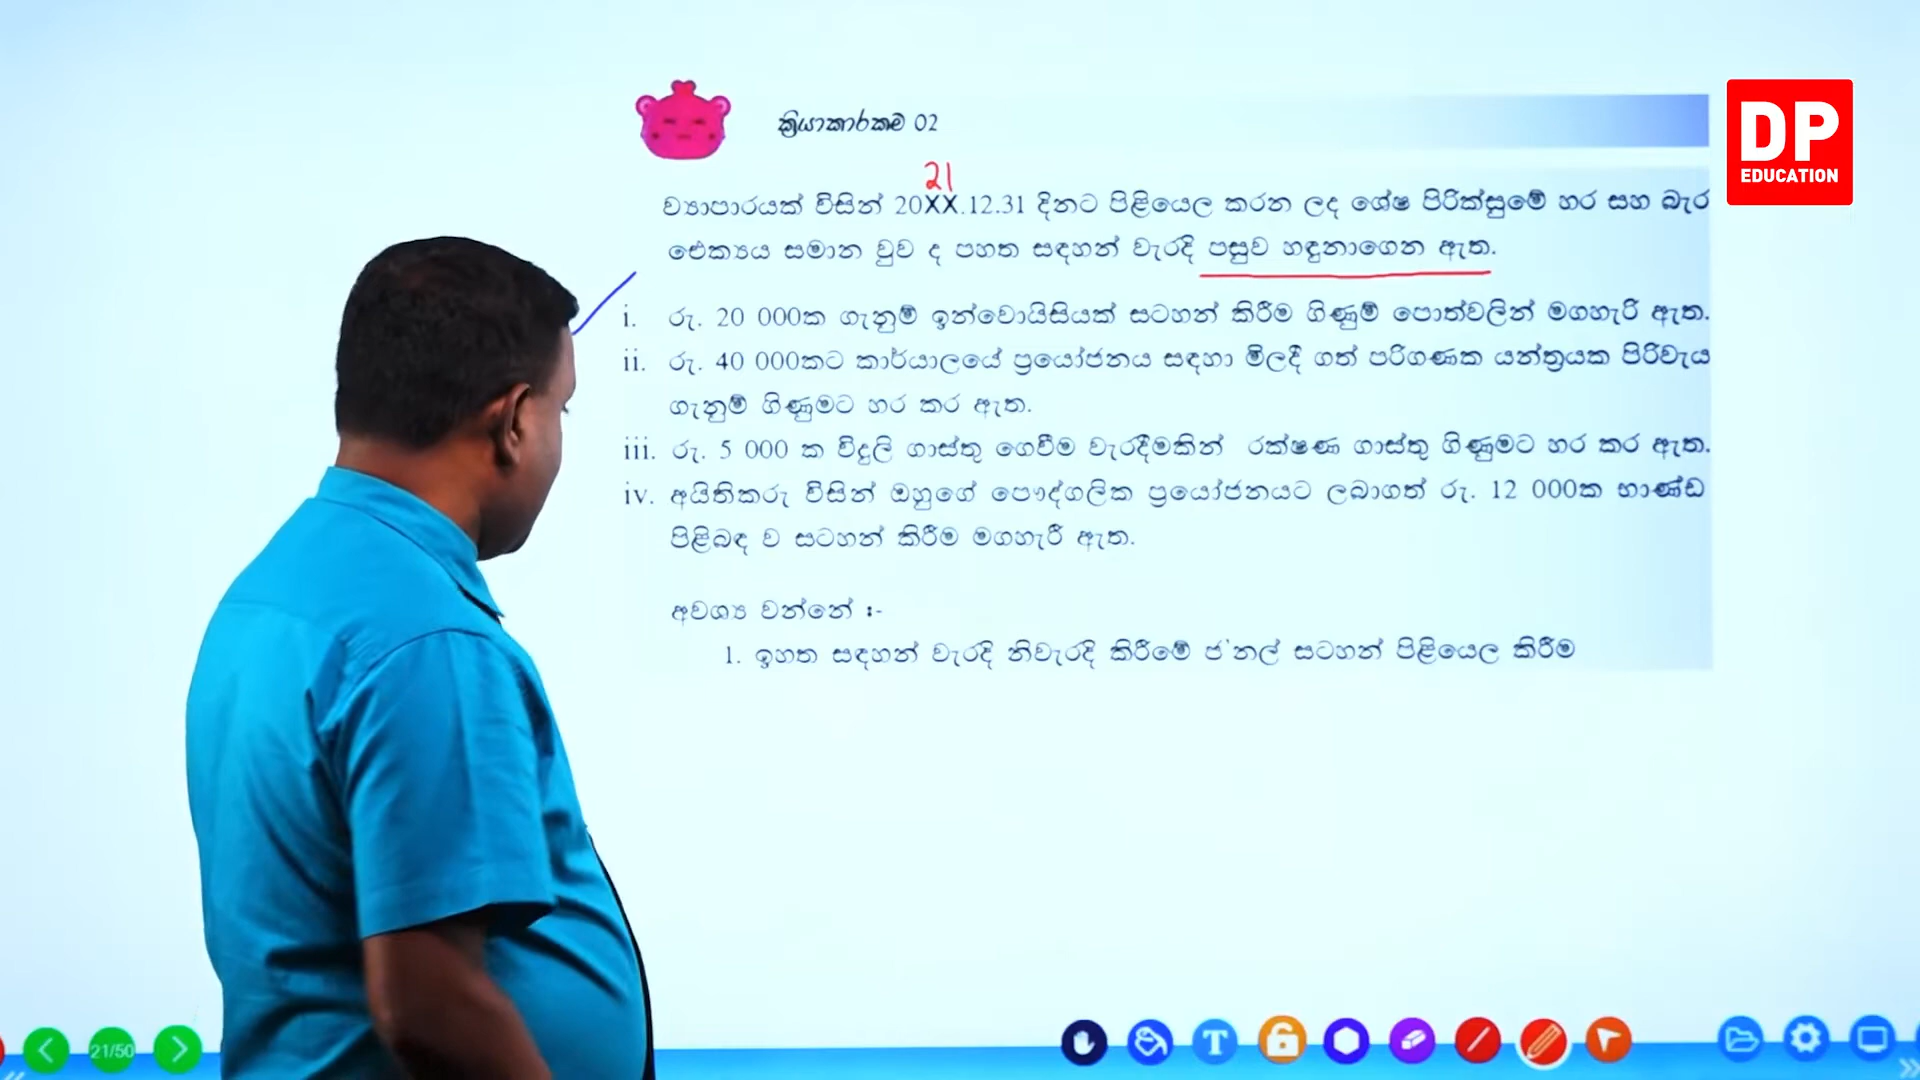 ක්‍රියාකාරකම 02
DP
EDUCATION
21
ව්‍යාපාරයක් විසින් 20XX.12.31 දිනට පිළියෙල කරන ලද ශේෂ පිරික්සුමේ හර සහ බැර
ඓක්‍යය සමාන වුව ද පහත සඳහන් වැරදි පසුව හඳුනාගෙන ඇත.
i. රු. 20 000ක ගැනුම් ඉන්වොයිසියක් සටහන් කිරීම ගිණුම් පොත්වලින් මගහැරි ඇත.
ii. රු. 40 000කට කාර්යාලයේ ප්‍රයෝජනය සඳහා මිලදී ගත් පරිගණක යන්ත්‍රයක පිරිවැය
ගැනුම් ගිණුමට හර කර ඇත.
iii. රු. 5 000 ක විදුලි ගාස්තු ගෙවීම වැරදීමකින් රක්ෂණ ගාස්තු ගිණුමට හර කර ඇත.
iv. අයිතිකරු විසින් ඔහුගේ පෞද්ගලික ප්‍රයෝජනයට ලබාගත් රු. 12 000ක භාණ්ඩ
පිළිබඳ ව සටහන් කිරීම මගහැරී ඇත.
අවශ්‍ය වන්නේ :-
1. ඉහත සඳහන් වැරදි නිවැරදි කිරීමේ ජ'නල් සටහන් පිළියෙල කිරීම
21/50
T